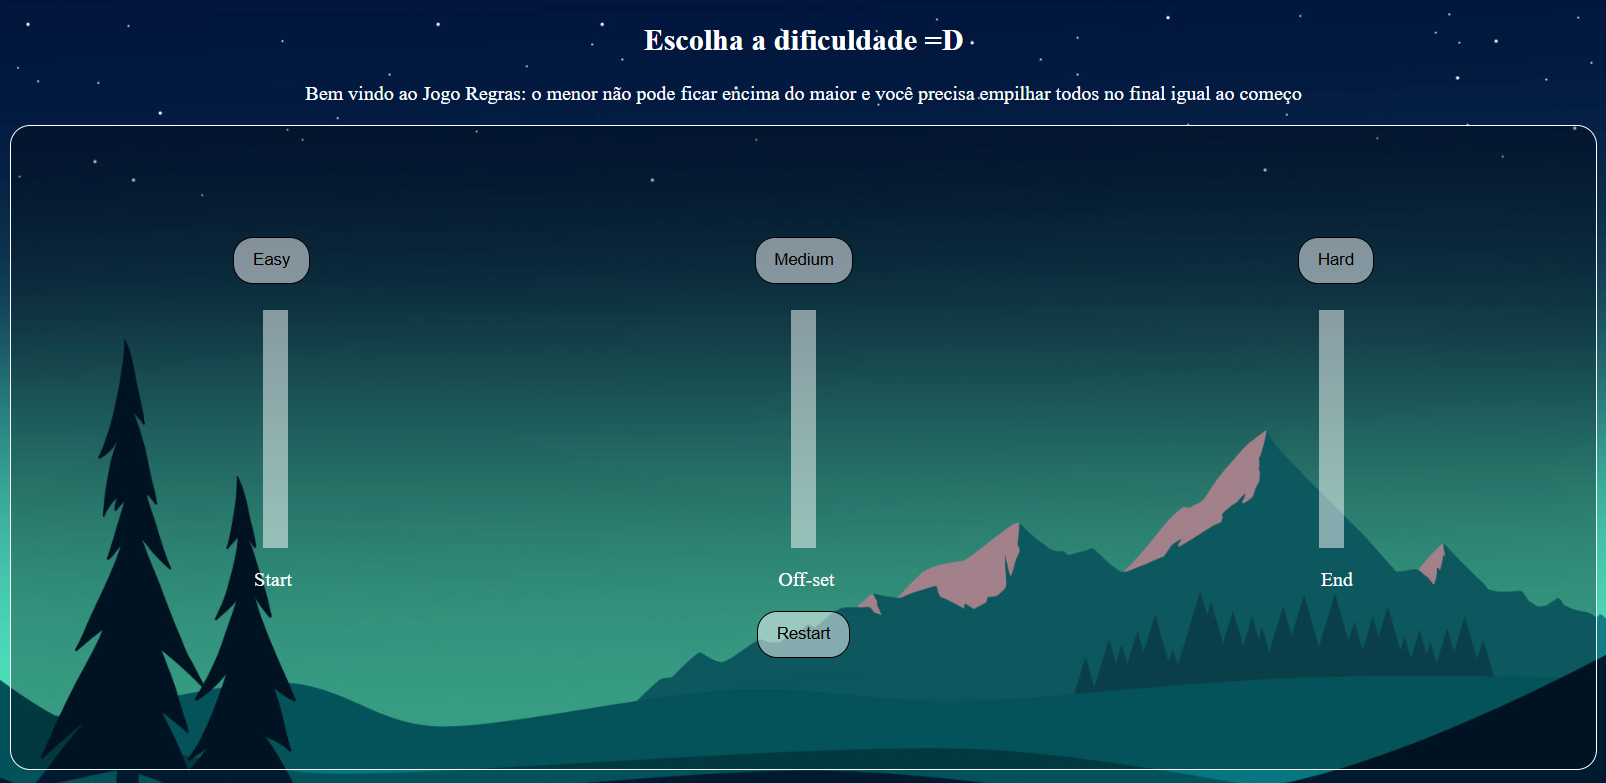 Escolha a dificuldade =D
Bem vindo ao Jogo Regras: o menor não pode ficar encima do maior e você precisa empilhar todos no final igual ao começo
Easy
Medium
Hard
Start
Off-set
End
Restart